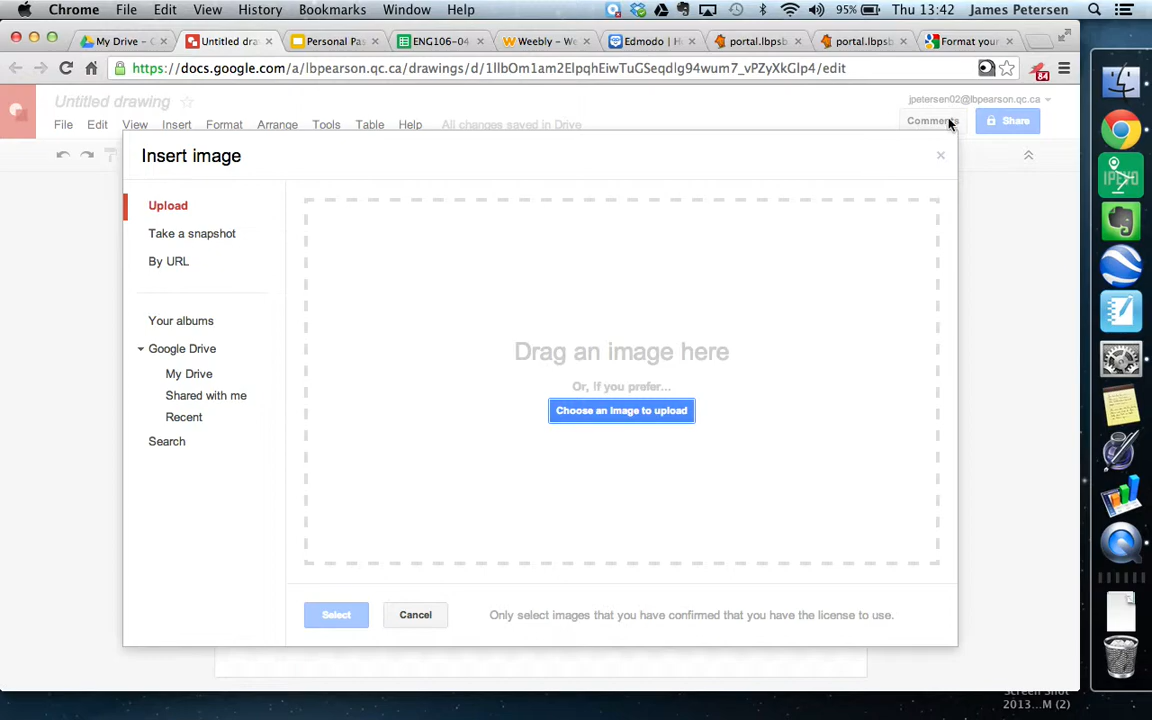 Chrome File Edit View History Bookmarks Window Help 95% Thu 13:42 James Petersen
My Drive – C Untitled draw Personal Pas ENG106-04 Weebly – We Edmodo | H portal.lbpsb portal.lbpsb Format your
https://docs.google.com/a/lbpearson.qc.ca/drawings/d/1llbOm1am2ElpqhEiwTuGSeqdlg94wum7_vPZyXkGlp4/edit 84
Untitled drawing
jpetersen02@lbpearson.qc.ca
File Edit View Insert Format Arrange Tools Table Help All changes saved in Drive
Comments Share
Insert image
Upload
Take a snapshot
By URL
Your albums
Google Drive
My Drive
Shared with me
Recent
Search
Drag an image here
Or, if you prefer...
Choose an image to upload
Select Cancel Only select images that you have confirmed that you have the license to use.
IPEVO
Screen Shot
2013...M (2)